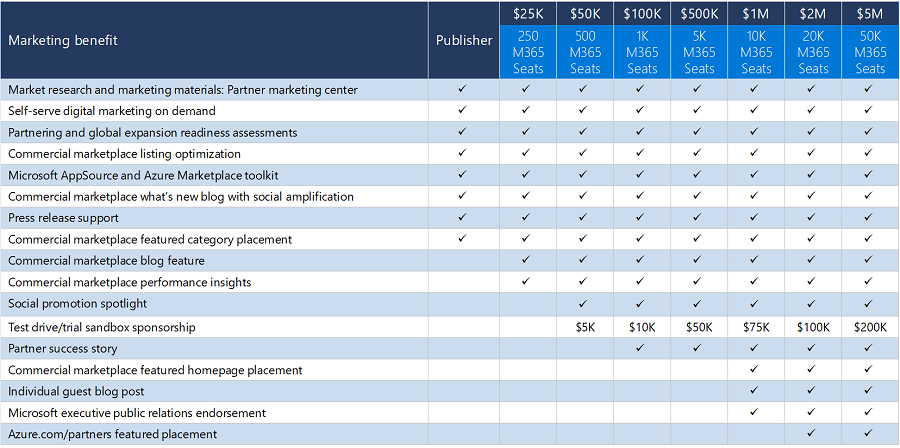 Marketing benefit Publisher $25K $50K $100K $500K $1M $2M $5M
250 M365 Seats 500 M365 Seats 1K M365 Seats 5K M365 Seats 10K M365 Seats 20K M365 Seats 50K M365 Seats
Market research and marketing materials: Partner marketing center ✓ ✓ ✓ ✓ ✓ ✓ ✓ ✓
Self-serve digital marketing on demand ✓ ✓ ✓ ✓ ✓ ✓ ✓ ✓
Partnering and global expansion readiness assessments ✓ ✓ ✓ ✓ ✓ ✓ ✓ ✓
Commercial marketplace listing optimization ✓ ✓ ✓ ✓ ✓ ✓ ✓ ✓
Microsoft AppSource and Azure Marketplace toolkit ✓ ✓ ✓ ✓ ✓ ✓ ✓ ✓
Commercial marketplace what's new blog with social amplification ✓ ✓ ✓ ✓ ✓ ✓ ✓ ✓
Press release support ✓ ✓ ✓ ✓ ✓ ✓ ✓ ✓
Commercial marketplace featured category placement ✓ ✓ ✓ ✓ ✓ ✓ ✓ ✓
Commercial marketplace blog feature ✓ ✓ ✓ ✓ ✓ ✓ ✓
Commercial marketplace performance insights ✓ ✓ ✓ ✓ ✓ ✓ ✓
Social promotion spotlight ✓ ✓ ✓ ✓ ✓ ✓
Test drive/trial sandbox sponsorship $5K $10K $50K $75K $100K $200K
Partner success story ✓ ✓ ✓ ✓ ✓
Commercial marketplace featured homepage placement ✓ ✓ ✓
Individual guest blog post ✓ ✓ ✓
Microsoft executive public relations endorsement ✓ ✓ ✓
Azure.com/partners featured placement ✓ ✓